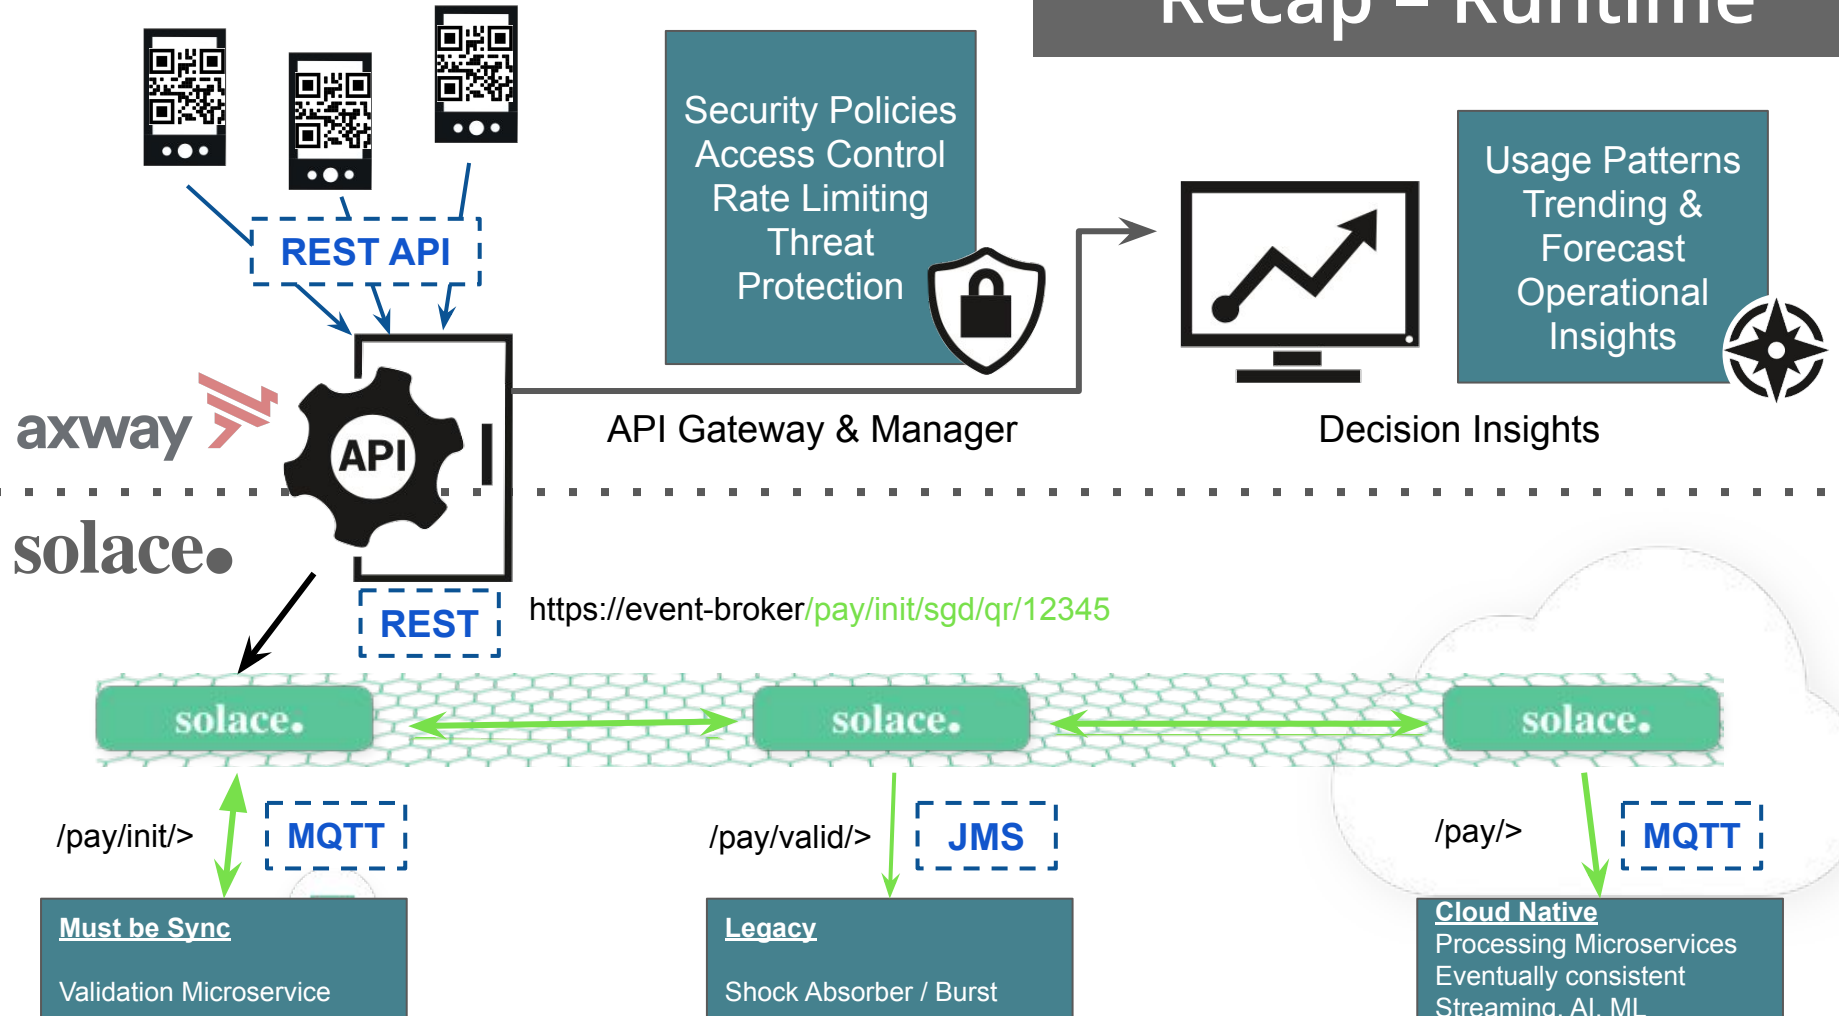 Recap – Runtime
Security Policies
Access Control
Rate Limiting
Threat
Protection
Usage Patterns
Trending &
Forecast
Operational
Insights
REST API
axway
API
API Gateway & Manager
Decision Insights
solace.
REST
https://event-broker/pay/init/sgd/qr/12345
solace.
solace.
solace.
/pay/init/>
MQTT
/pay/valid/>
JMS
/pay/>
MQTT
Must be Sync
Validation Microservice
Legacy
Shock Absorber / Burst
Cloud Native
Processing Microservices
Eventually consistent
Streaming, AI, ML